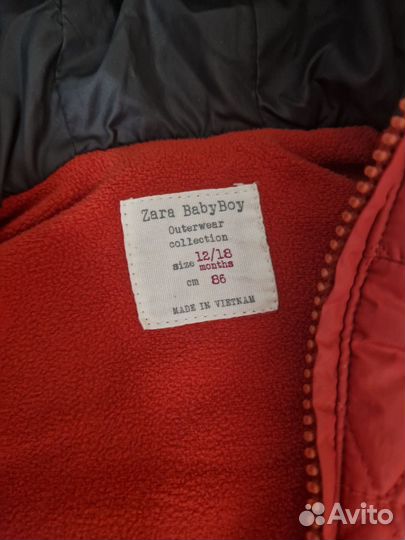 Zara BabyBoy
Outerwear
collection
size 12/18 months
cm 86
MADE IN VIETNAM
Avito